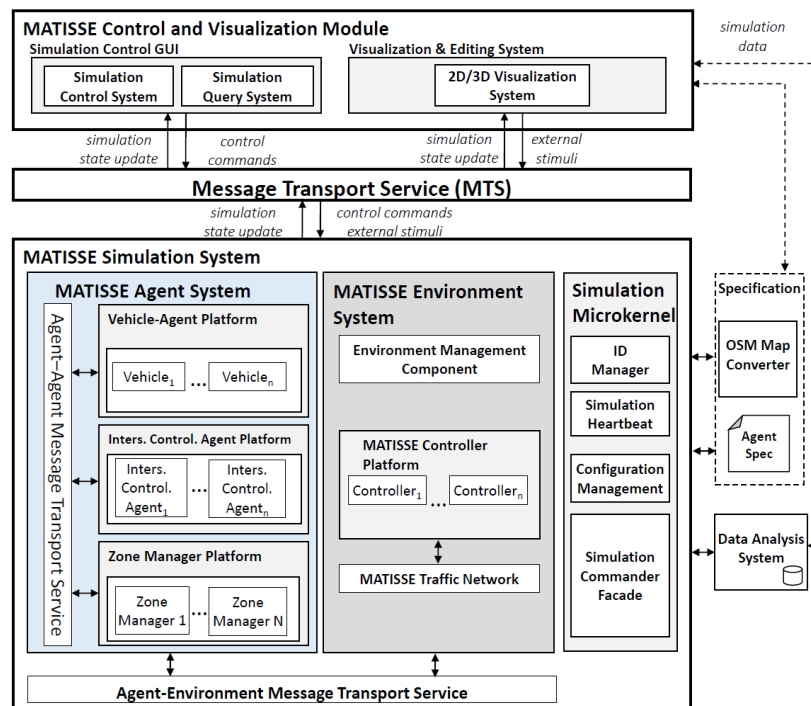 MATISSE Control and Visualization Module
Simulation Control GUI
Simulation
Control System
Simulation
Query System
Visualization & Editing System
2D/3D Visualization
System
simulation
data
simulation
state update
control
commands
simulation
state update
external
stimuli
Message Transport Service (MTS)
simulation
state update
control commands
external stimuli
MATISSE Simulation System
MATISSE Agent System
Agent–Agent Message Transport Service
Vehicle-Agent Platform
Vehicle1
...
Vehiclen
Inters. Control. Agent Platform
Inters.
Control.
Agent1
...
Inters.
Control.
Agentn
Zone Manager Platform
Zone
Manager 1
...
Zone
Manager N
MATISSE Environment
System
Environment Management
Component
MATISSE Controller
Platform
Controller1
...
Controllern
MATISSE Traffic Network
Simulation
Microkernel
ID
Manager
Simulation
Heartbeat
Configuration
Management
Simulation
Commander
Facade
Agent-Environment Message Transport Service
Specification
OSM Map
Converter
Agent
Spec
Data Analysis
System